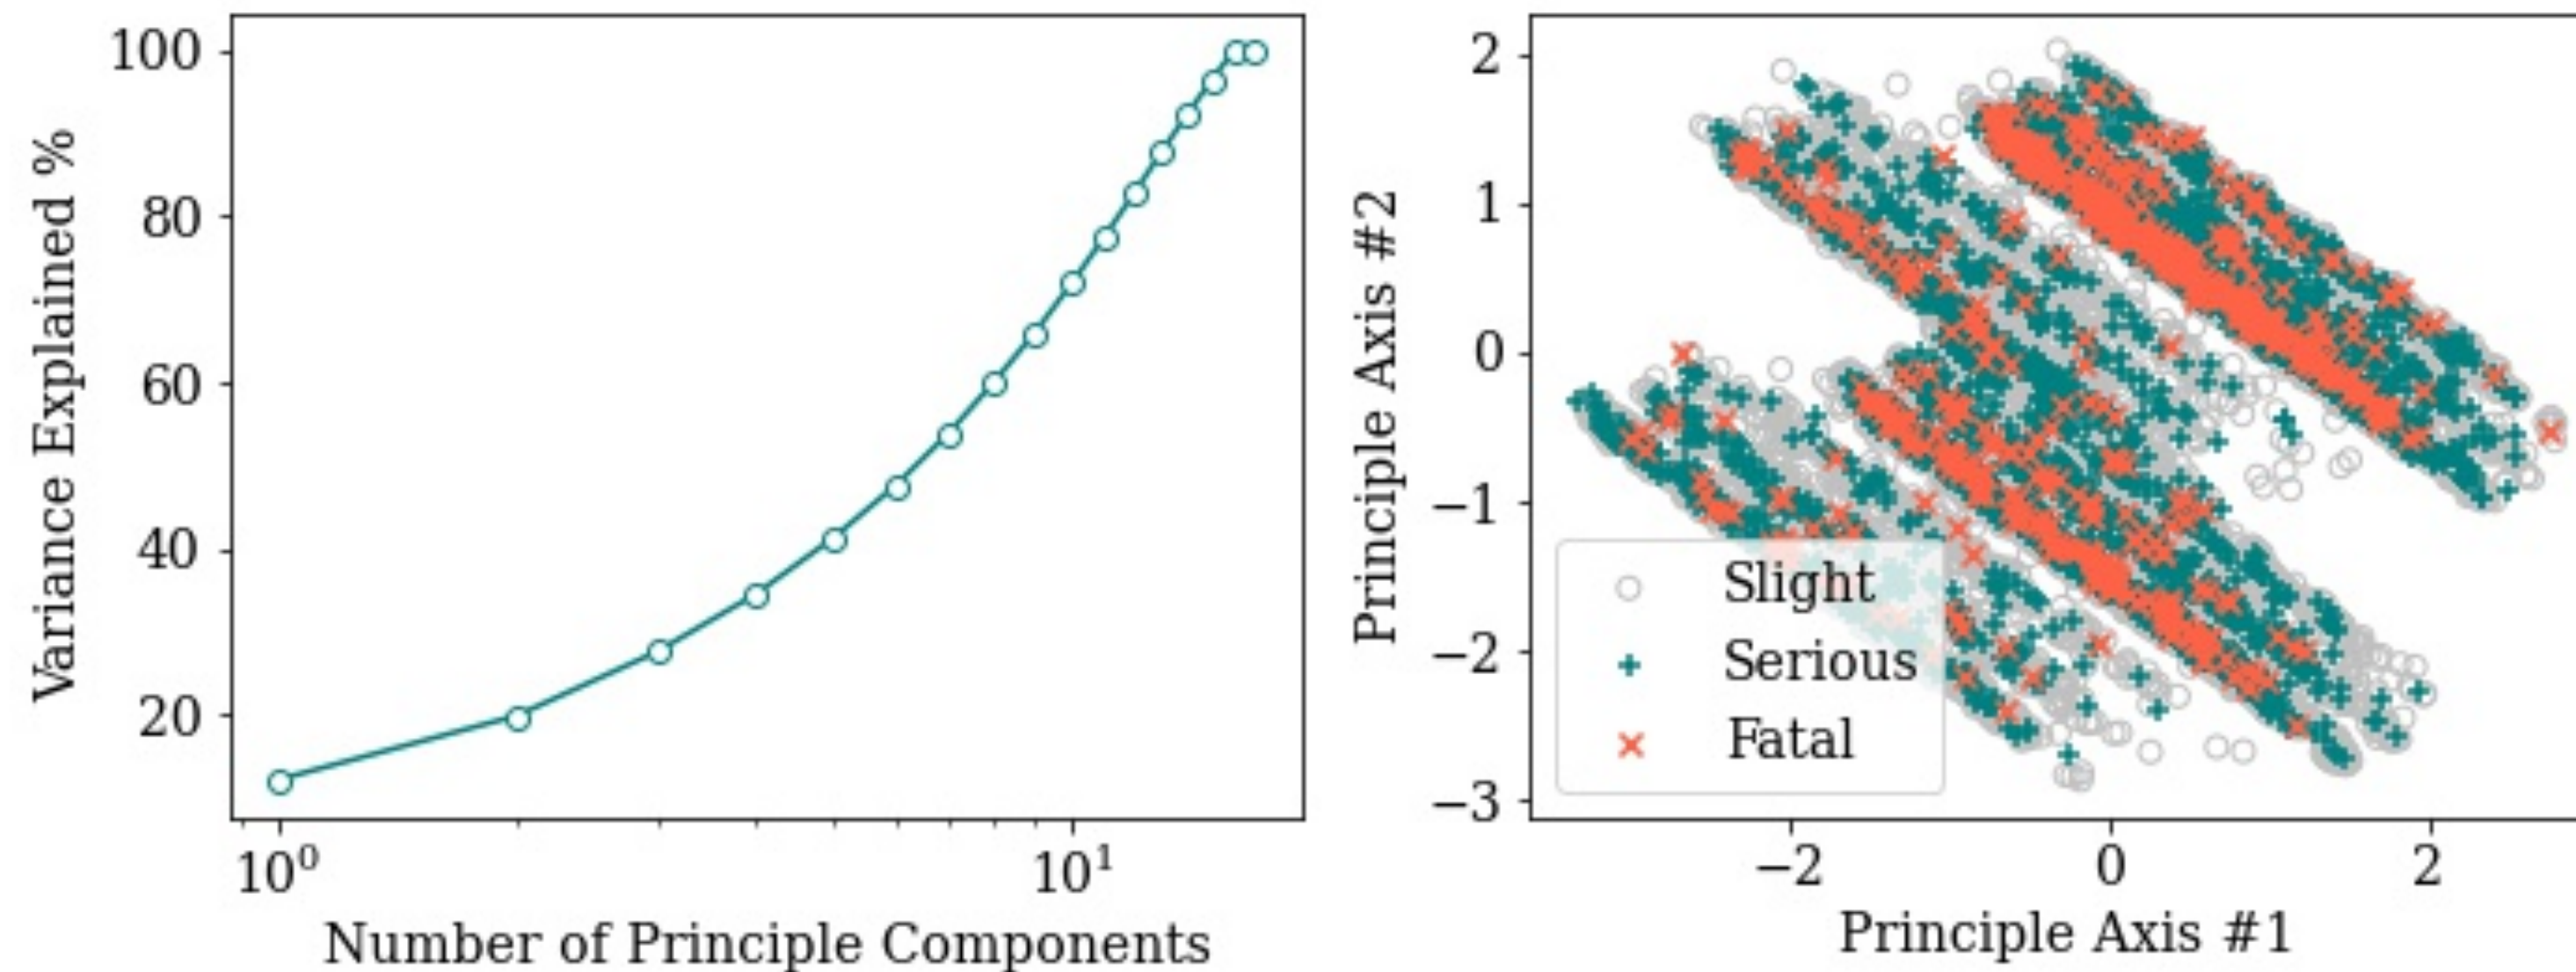 100
80
60
40
20
Variance Explained %
10⁰
10¹
Number of Principle Components
2
1
0
−1
−2
−3
Principle Axis #2
Slight
Serious
Fatal
−2
0
2
Principle Axis #1